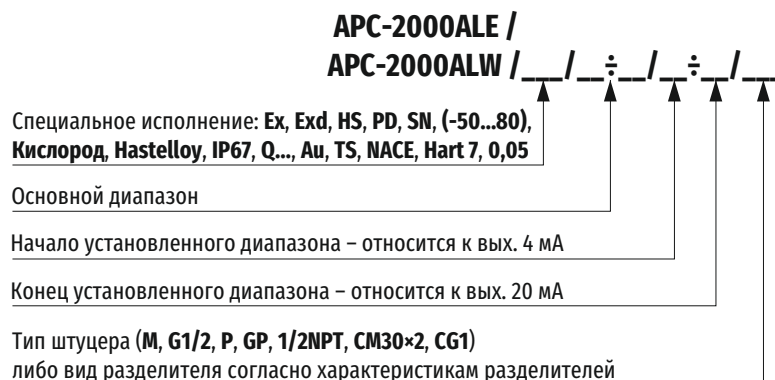 APC-2000ALE /
APC-2000ALW /___/__÷__/__÷__/___
Специальное исполнение: Ex, Exd, HS, PD, SN, (-50...80),
Кислород, Hastelloy, IP67, Q..., Au, TS, NACE, Hart 7, 0,05
Основной диапазон
Начало установленного диапазона – относится к вых. 4 мА
Конец установленного диапазона – относится к вых. 20 мА
Тип штуцера (M, G1/2, P, GP, 1/2NPT, CM30×2, CG1)
либо вид разделителя согласно характеристикам разделителей